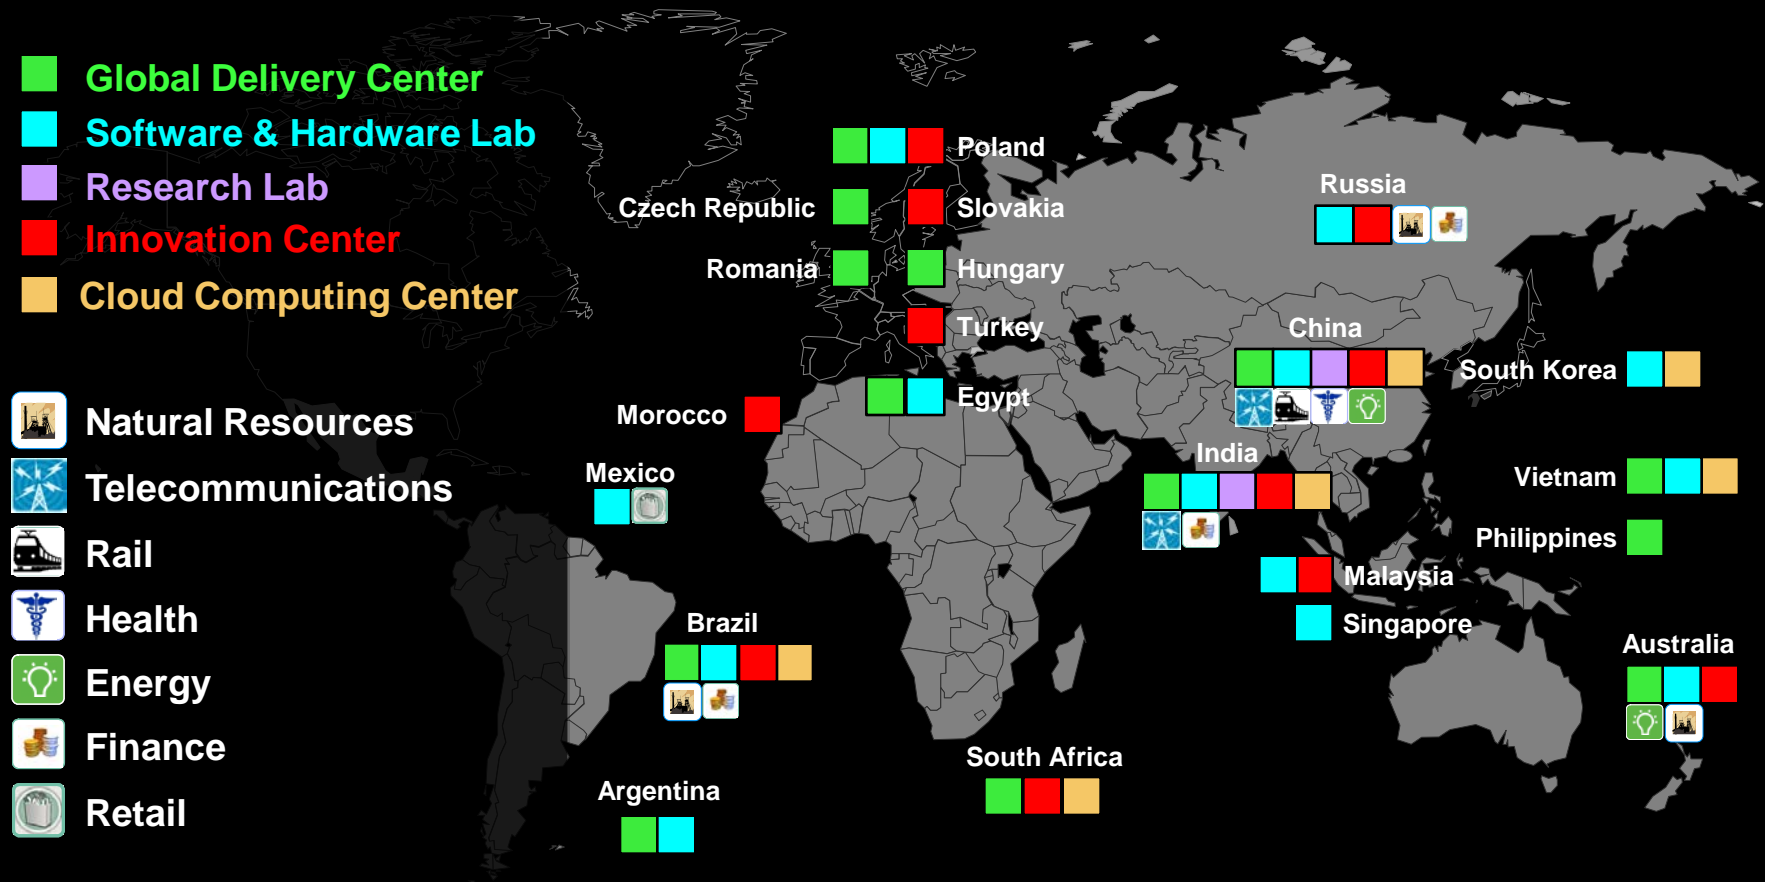 Global Delivery Center
Software & Hardware Lab
Research Lab
Innovation Center
Cloud Computing Center
Natural Resources
Telecommunications
Rail
Health
Energy
Finance
Retail
Poland
Czech Republic
Slovakia
Romania
Hungary
Turkey
Egypt
Morocco
Mexico
Brazil
Argentina
South Africa
Russia
China
South Korea
India
Vietnam
Philippines
Malaysia
Singapore
Australia